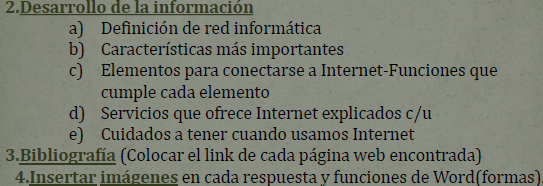 2.Desarrollo de la información
a) Definición de red informática
b) Características más importantes
c) Elementos para conectarse a Internet-Funciones que
cumple cada elemento
d) Servicios que ofrece Internet explicados c/u
e) Cuidados a tener cuando usamos Internet
3.Bibliografía (Colocar el link de cada página web encontrada)
4.Insertar imágenes en cada respuesta y funciones de Word(formas)